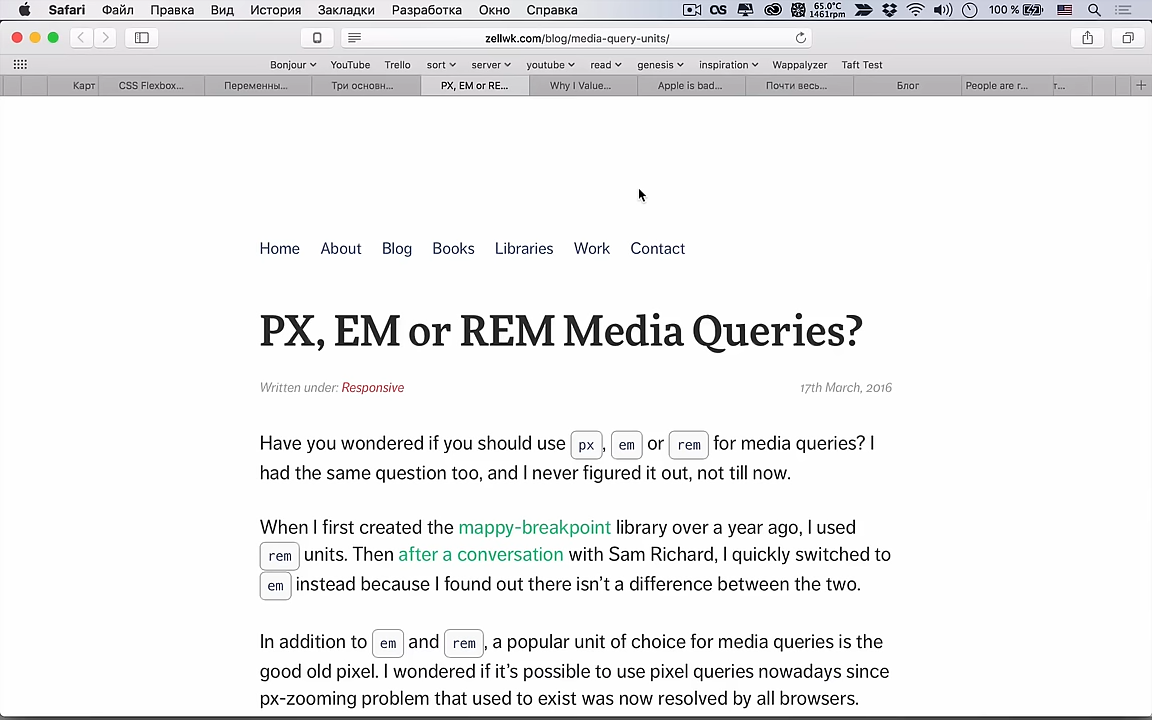 Safari Файл Правка Вид История Закладки Разработка Окно Справка 65.0°C 1461rpm 100 %
zellwk.com/blog/media-query-units/
Bonjour YouTube Trello sort server youtube read genesis inspiration Wappalyzer Taft Test
Карт CSS Flexbox... Переменны... Три основн... PX, EM or RE... Why I Value... Apple is bad... Почти весь... Блог People are r... т...
Home About Blog Books Libraries Work Contact
PX, EM or REM Media Queries?
Written under: Responsive 17th March, 2016
Have you wondered if you should use px, em or rem for media queries? I
had the same question too, and I never figured it out, not till now.
When I first created the mappy-breakpoint library over a year ago, I used
rem units. Then after a conversation with Sam Richard, I quickly switched to
em instead because I found out there isn’t a difference between the two.
In addition to em and rem, a popular unit of choice for media queries is the
good old pixel. I wondered if it’s possible to use pixel queries nowadays since
px-zooming problem that used to exist was now resolved by all browsers.